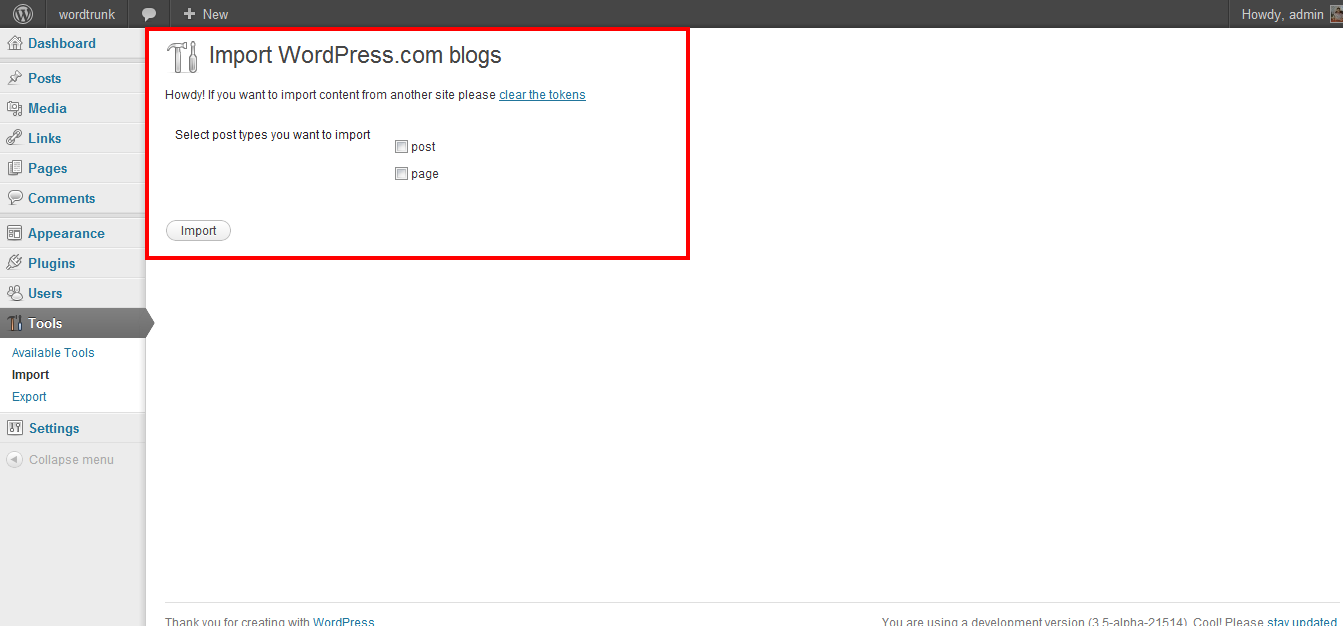 wordtrunk
New
Howdy, admin
Dashboard
Posts
Media
Links
Pages
Comments
Appearance
Plugins
Users
Tools
Available Tools
Import
Export
Settings
Collapse menu
Import WordPress.com blogs
Howdy! If you want to import content from another site please clear the tokens
Select post types you want to import
post
page
Import
Thank you for creating with WordPress
You are using a development version (3.5-alpha-21514). Cool! Please stay updated.